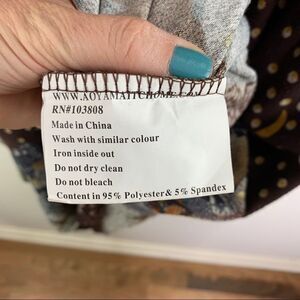 RN#103808
Made in China
Wash with similar colour
Iron inside out
Do not dry clean
Do not bleach
Content in 95% Polyester& 5% Spandex